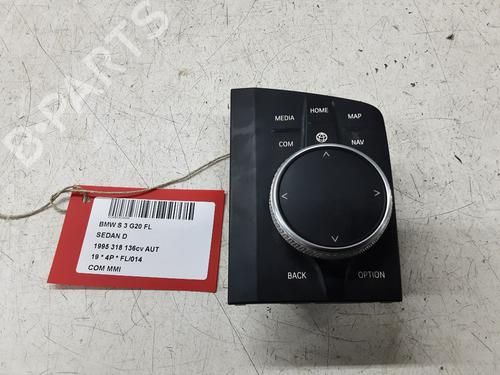 B-PARTS
MEDIA HOME MAP
COM NAV
BACK OPTION
BMW S 3 G20 FL
SEDAN D
1995 318 136cv AUT
19 * 4P * FL/014
COM MMI